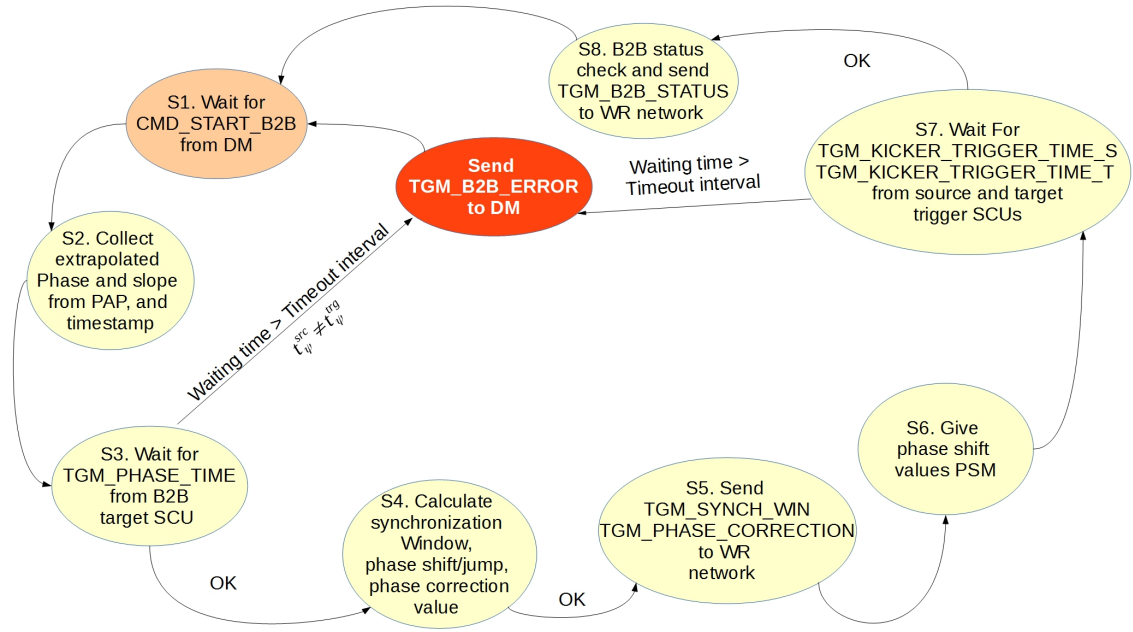 S1. Wait for
CMD_START_B2B
from DM
S2. Collect
extrapolated
Phase and slope
from PAP, and
timestamp
S3. Wait for
TGM_PHASE_TIME
from B2B
target SCU
OK
S4. Calculate
synchronization
Window,
phase shift/jump,
phase correction
value
OK
S5. Send
TGM_SYNCH_WIN
TGM_PHASE_CORRECTION
to WR
network
S6. Give
phase shift
values PSM
S7. Wait For
TGM_KICKER_TRIGGER_TIME_S
TGM_KICKER_TRIGGER_TIME_T
from source and target
trigger SCUs
OK
S8. B2B status
check and send
TGM_B2B_STATUS
to WR network
Send
TGM_B2B_ERROR
to DM
Waiting time >
Timeout interval
Waiting time > Timeout interval
t_ψ^src ≠ t_ψ^trg